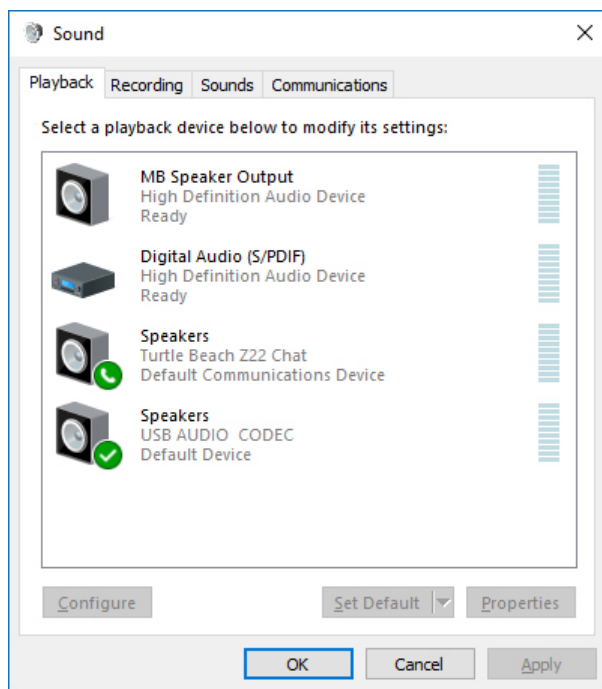 Sound
Playback Recording Sounds Communications
Select a playback device below to modify its settings:
MB Speaker Output
High Definition Audio Device
Ready
Digital Audio (S/PDIF)
High Definition Audio Device
Ready
Speakers
Turtle Beach Z22 Chat
Default Communications Device
Speakers
USB AUDIO  CODEC
Default Device
Configure Set Default Properties
OK Cancel Apply